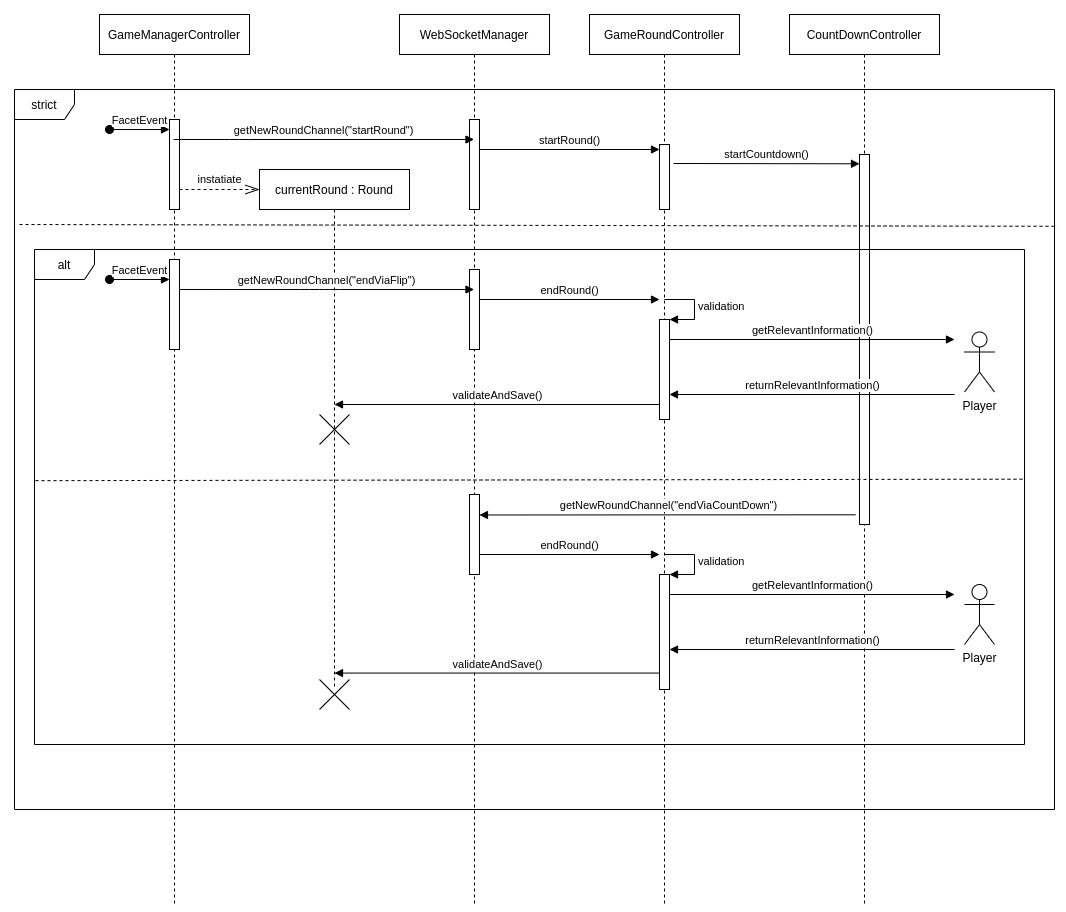 GameManagerController
WebSocketManager
GameRoundController
CountDownController
strict
FacetEvent
getNewRoundChannel("startRound")
startRound()
startCountdown()
instatiate
currentRound : Round
alt
FacetEvent
getNewRoundChannel("endViaFlip")
endRound()
validation
getRelevantInformation()
returnRelevantInformation()
Player
validateAndSave()
getNewRoundChannel("endViaCountDown")
endRound()
validation
getRelevantInformation()
returnRelevantInformation()
Player
validateAndSave()